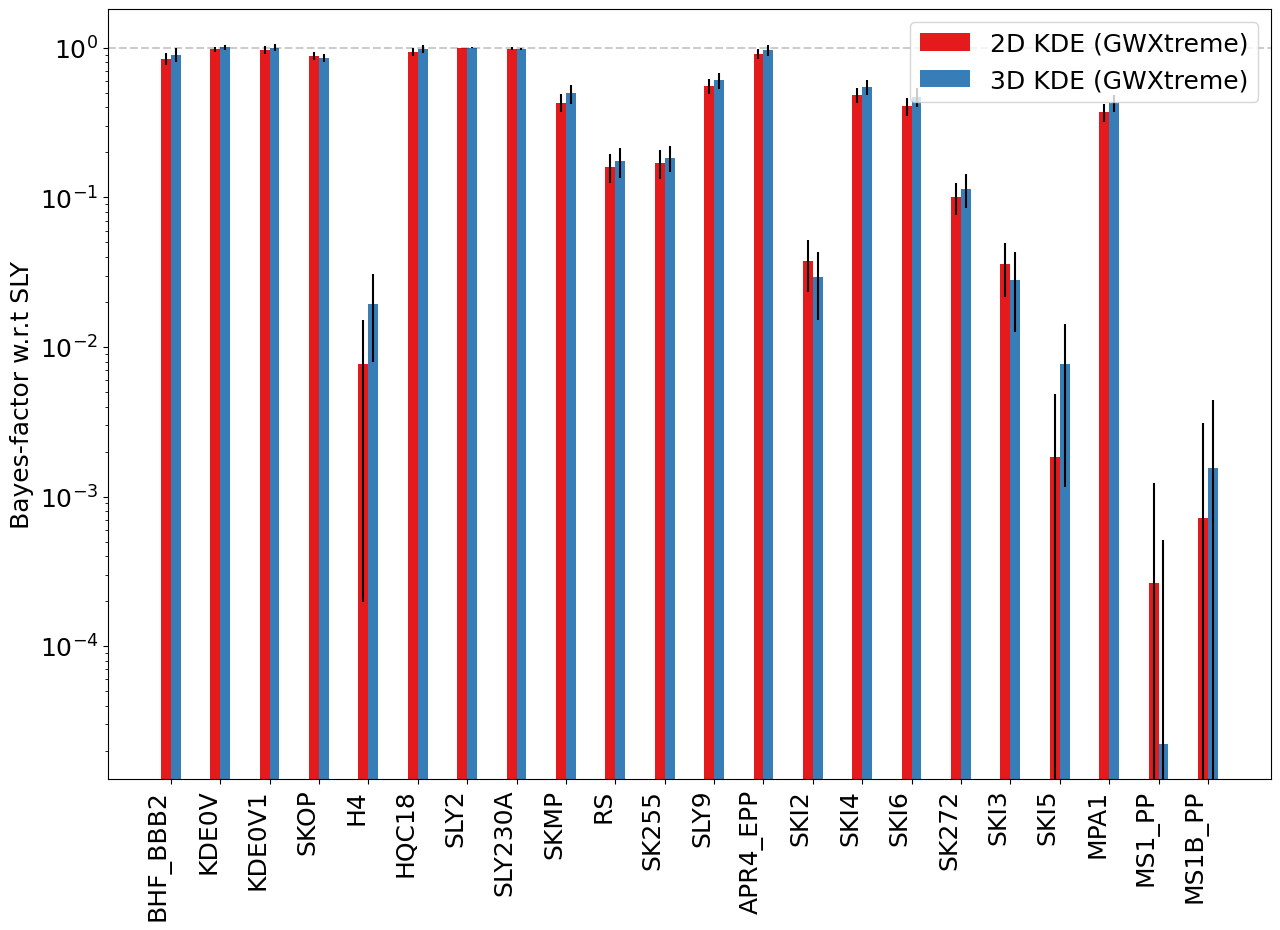 2D KDE (GWXtreme)
3D KDE (GWXtreme)
Bayes-factor w.r.t SLY
10⁰
10⁻¹
10⁻²
10⁻³
10⁻⁴
BHF_BBB2
KDE0V
KDE0V1
SKOP
H4
HQC18
SLY2
SLY230A
SKMP
RS
SK255
SLY9
APR4_EPP
SKI2
SKI4
SKI6
SK272
SKI3
SKI5
MPA1
MS1_PP
MS1B_PP